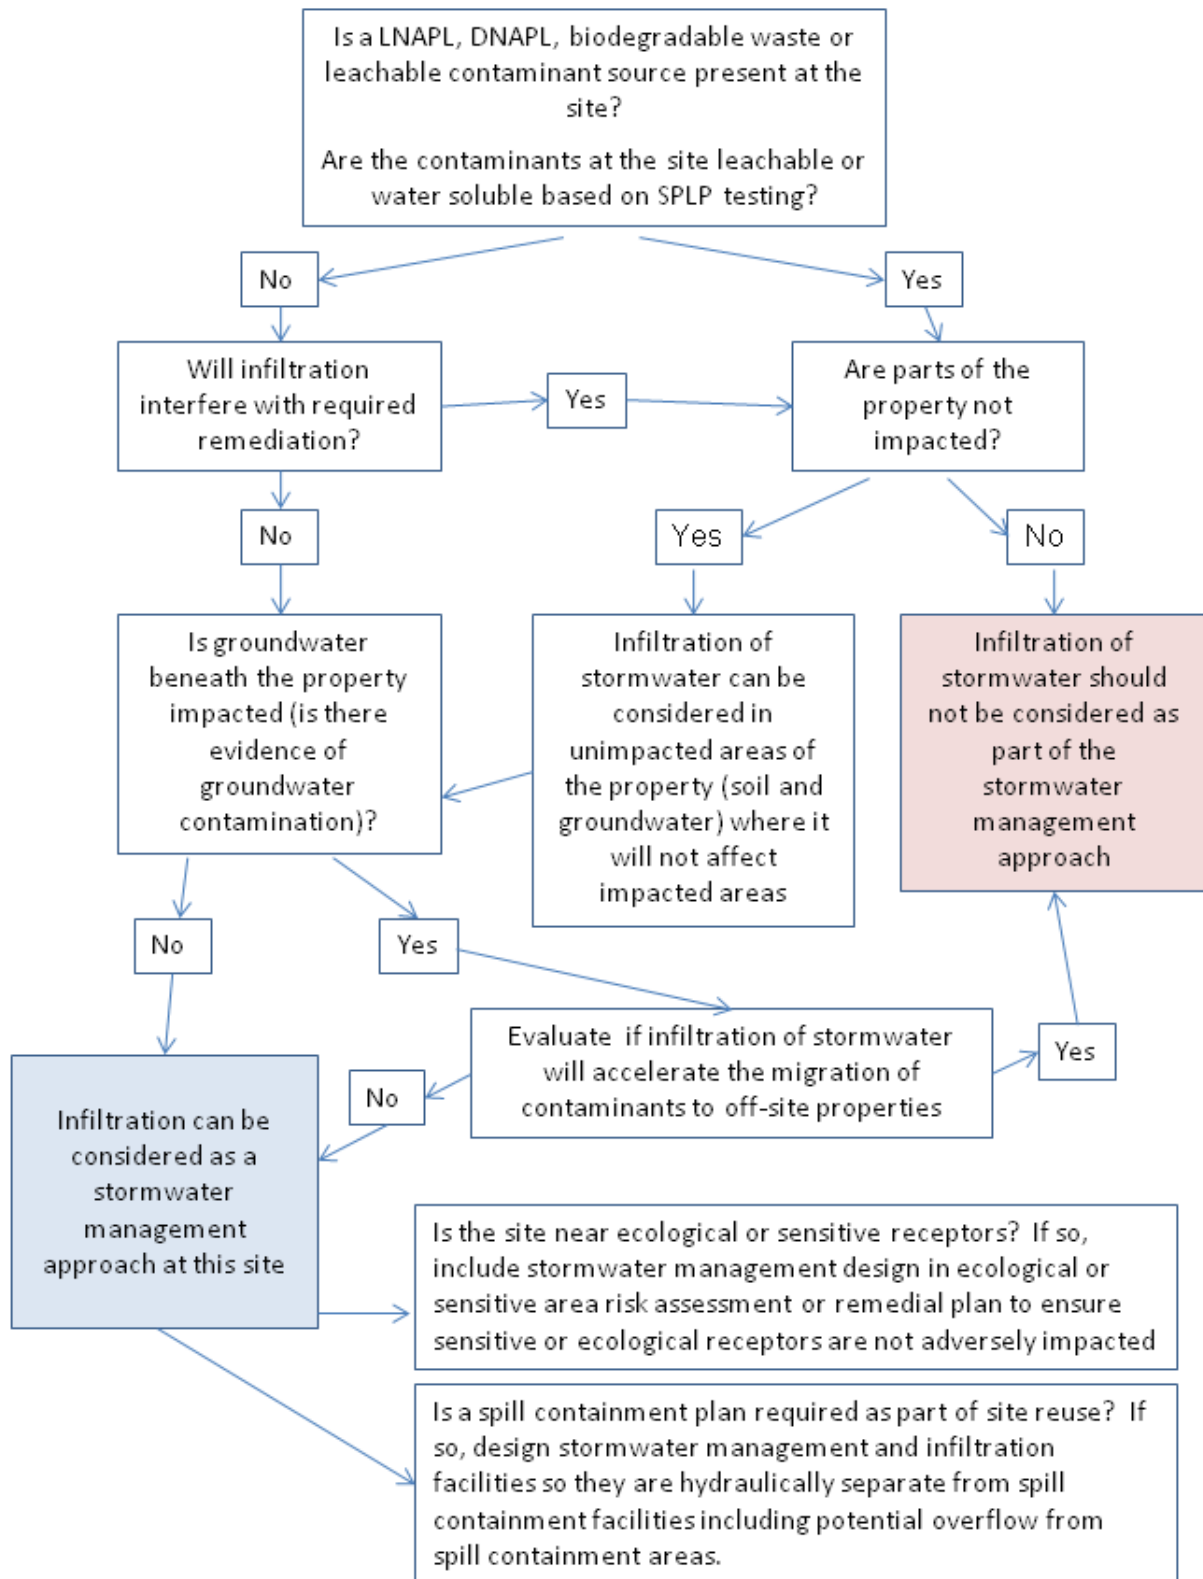 Is a LNAPL, DNAPL, biodegradable waste or
leachable contaminant source present at the
site?
Are the contaminants at the site leachable or
water soluble based on SPLP testing?
No
Yes
Will infiltration
interfere with required
remediation?
Yes
Are parts of the
property not
impacted?
No
Yes
No
Is groundwater
beneath the property
impacted (is there
evidence of
groundwater
contamination)?
Infiltration of
stormwater can be
considered in
unimpacted areas of
the property (soil and
groundwater) where it
will not affect
impacted areas
Infiltration of
stormwater should
not be considered as
part of the
stormwater
management
approach
No
Yes
Evaluate if infiltration of stormwater
will accelerate the migration of
contaminants to off-site properties
Yes
No
Infiltration can be
considered as a
stormwater
management
approach at this site
Is the site near ecological or sensitive receptors? If so,
include stormwater management design in ecological or
sensitive area risk assessment or remedial plan to ensure
sensitive or ecological receptors are not adversely impacted
Is a spill containment plan required as part of site reuse? If
so, design stormwater management and infiltration
facilities so they are hydraulically separate from spill
containment facilities including potential overflow from
spill containment areas.